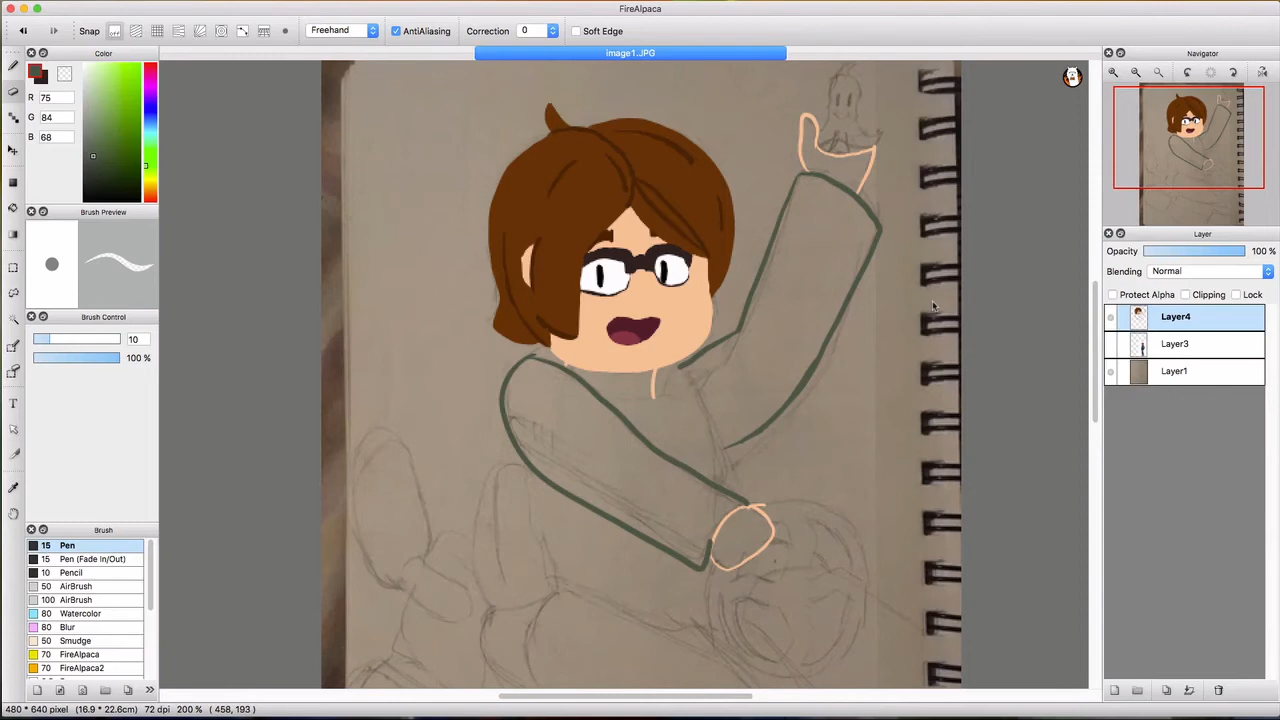 FireAlpaca
Snap
Freehand
AntiAliasing
Correction
0
Soft Edge
Color
image1.JPG
Navigator
R 75
G 84
B 68
Brush Preview
Layer
Opacity
100 %
Blending
Normal
Protect Alpha
Clipping
Lock
Brush Control
Layer4
10
Layer3
100 %
Layer1
Brush
15 Pen
15 Pen (Fade In/Out)
10 Pencil
50 AirBrush
100 AirBrush
80 Watercolor
80 Blur
50 Smudge
70 FireAlpaca
70 FireAlpaca2
480 * 640 pixel (16.9 * 22.6cm) 72 dpi 200 % ( 458, 193 )